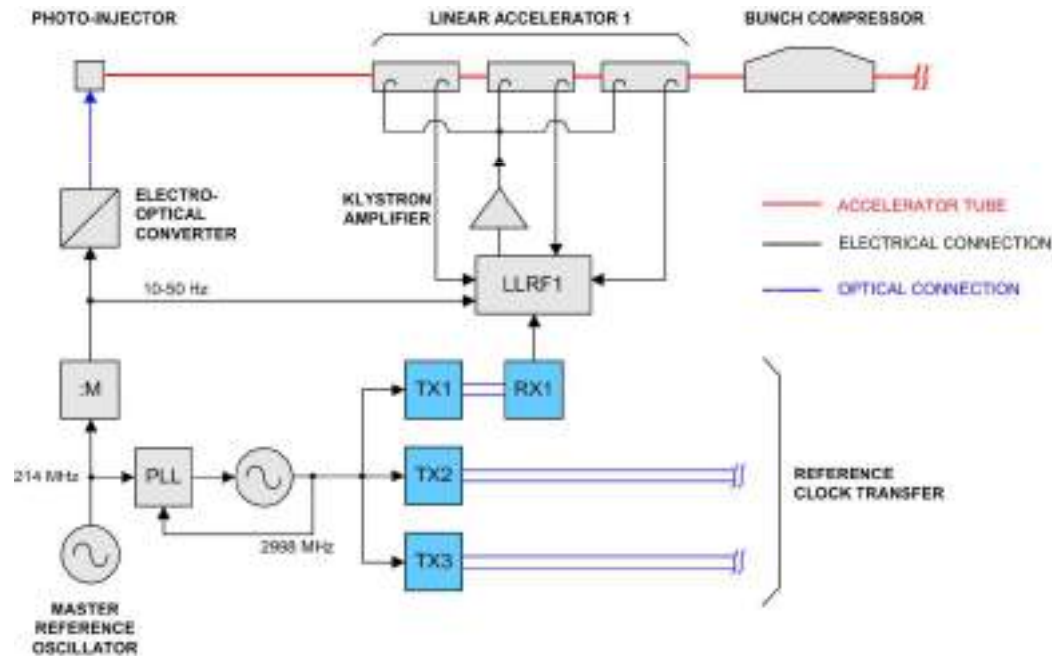 PHOTO-INJECTOR
LINEAR ACCELERATOR 1
BUNCH COMPRESSOR
ELECTRO-
OPTICAL
CONVERTER
KLYSTRON
AMPLIFIER
ACCELERATOR TUBE
ELECTRICAL CONNECTION
OPTICAL CONNECTION
10-50 Hz
LLRF1
:M
TX1
RX1
214 MHz
PLL
TX2
REFERENCE
CLOCK TRANSFER
2998 MHz
TX3
MASTER
REFERENCE
OSCILLATOR